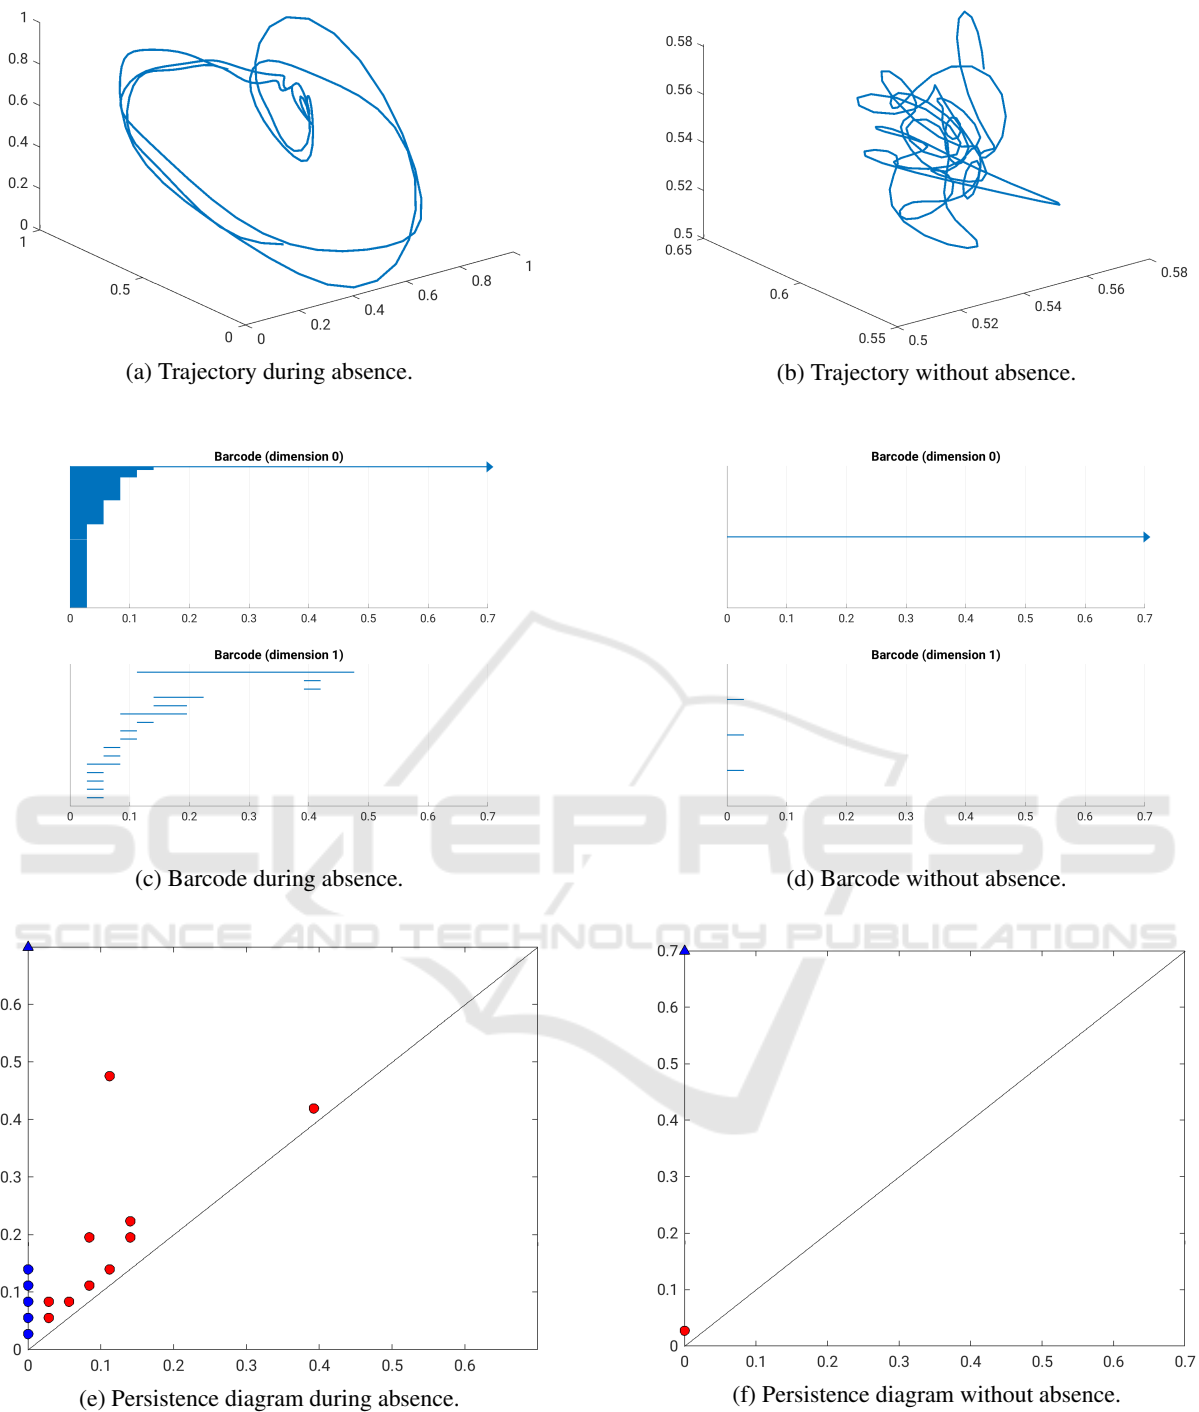 1
0.8
0.6
0.4
0.2
0
1
0.5
0
0
0.2
0.4
0.6
0.8
1
(a) Trajectory during absence.
0.58
0.56
0.54
0.52
0.5
0.65
0.6
0.55
0.5
0.52
0.54
0.56
0.58
(b) Trajectory without absence.
Barcode (dimension 0)
0 0.1 0.2 0.3 0.4 0.5 0.6 0.7
Barcode (dimension 1)
0 0.1 0.2 0.3 0.4 0.5 0.6 0.7
(c) Barcode during absence.
Barcode (dimension 0)
0 0.1 0.2 0.3 0.4 0.5 0.6 0.7
Barcode (dimension 1)
0 0.1 0.2 0.3 0.4 0.5 0.6 0.7
(d) Barcode without absence.
SCITEPRESS
SCIENCE AND TECHNOLOGY PUBLICATIONS
0.6
0.5
0.4
0.3
0.2
0.1
0
0 0.1 0.2 0.3 0.4 0.5 0.6
(e) Persistence diagram during absence.
0.7
0.6
0.5
0.4
0.3
0.2
0.1
0
0 0.1 0.2 0.3 0.4 0.5 0.6 0.7
(f) Persistence diagram without absence.